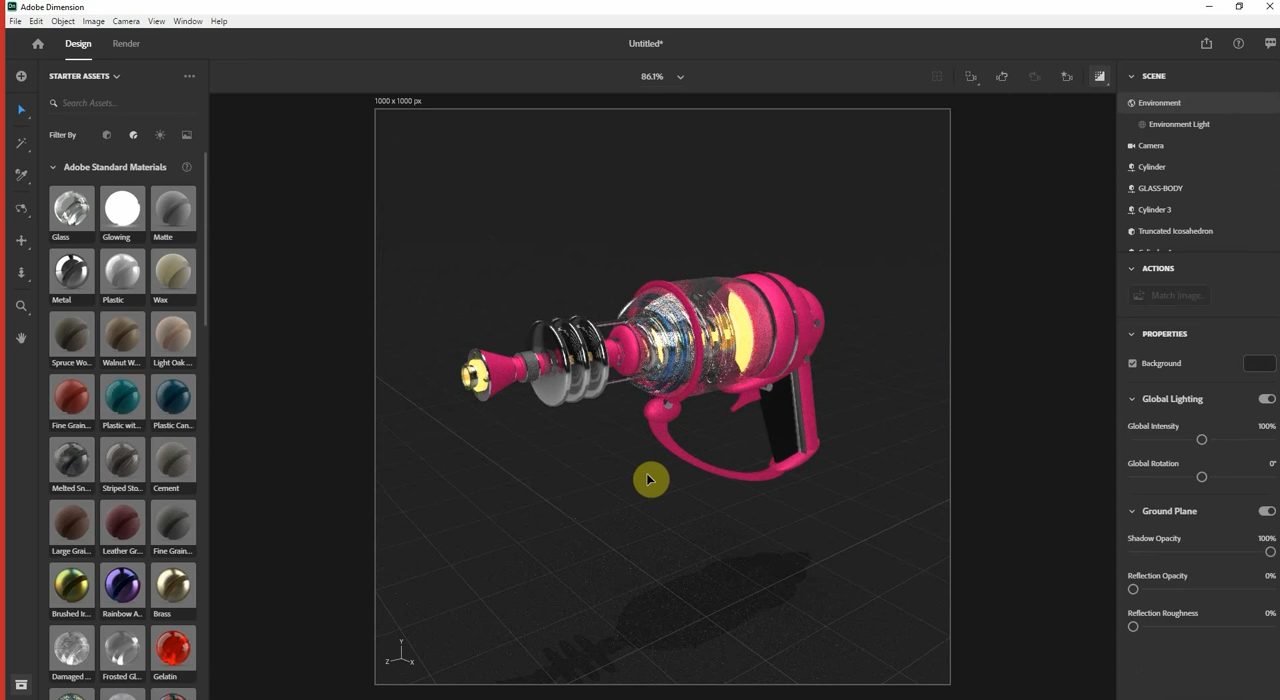 Adobe Dimension
File Edit Object Image Camera View Window Help
Design Render Untitled*
STARTER ASSETS
86.1%
SCENE
1000 x 1000 px
Search Assets...
Environment
Environment Light
Filter By
Camera
Adobe Standard Materials
Cylinder
GLASS-BODY
Cylinder 3
Truncated Icosahedron
Glass Glowing Matte
Metal Plastic Wax
Spruce Wo... Walnut W... Light Oak ...
Fine Grain... Plastic wit... Plastic Can...
Melted Sn... Striped Sto... Cement
Large Grai... Leather Gr... Fine Grain...
Brushed Ir... Rainbow A... Brass
Damaged ... Frosted Gl... Gelatin
ACTIONS
Match Image...
PROPERTIES
Background
Global Lighting
Global Intensity 100%
Global Rotation 0°
Ground Plane
Shadow Opacity 100%
Reflection Opacity 0%
Reflection Roughness 0%
Y
Z X